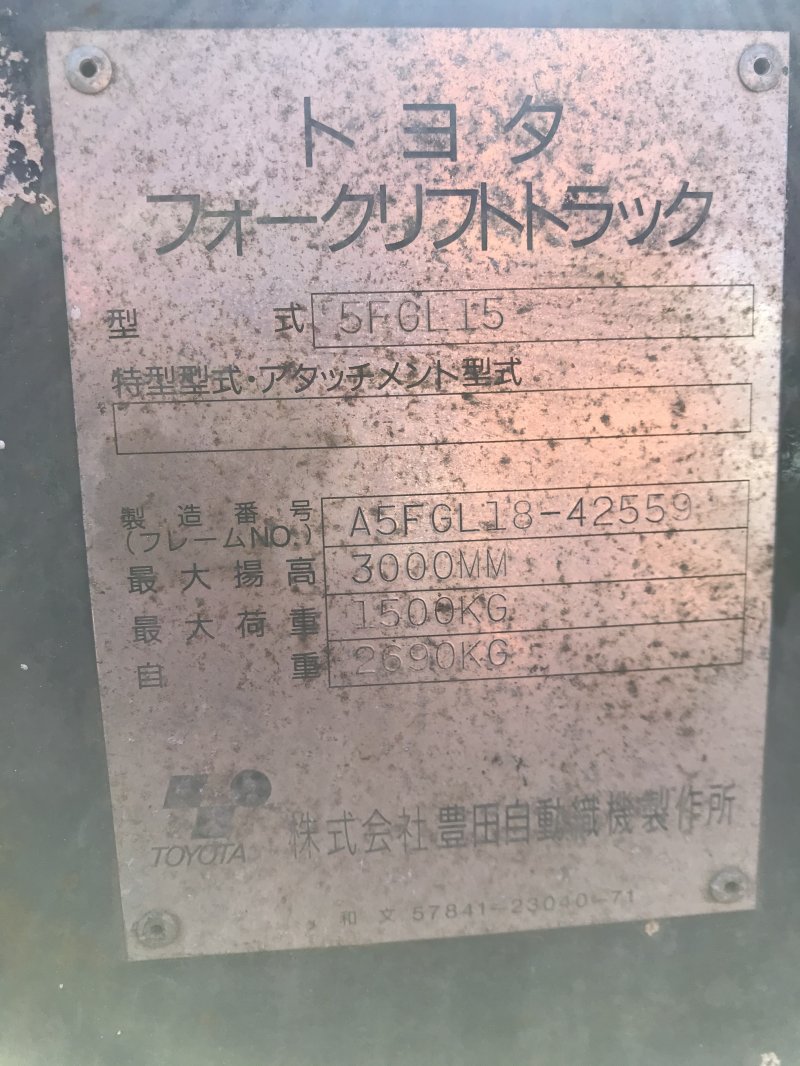 トヨタ
フォークリフトトラック
型式 5FGL15
特型型式・アタッチメント型式
製造番号 (フレームNO.) A5FGL18-42559
最大揚高 3000MM
最大荷重 1500KG
自重 2690KG
TOYOTA 株式会社 豊田自動織機製作所
和文 57841-23040-71